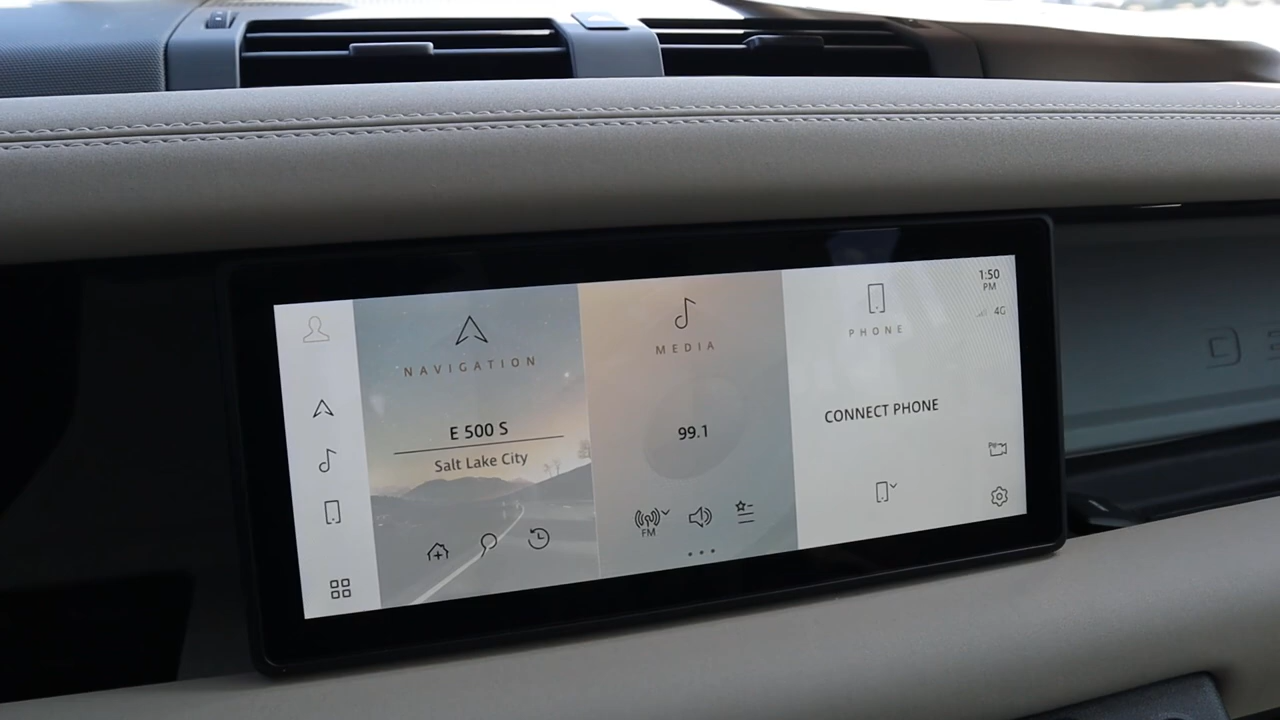 NAVIGATION
E 500 S
Salt Lake City
MEDIA
99.1
FM
PHONE
CONNECT PHONE
1:50
PM
4G